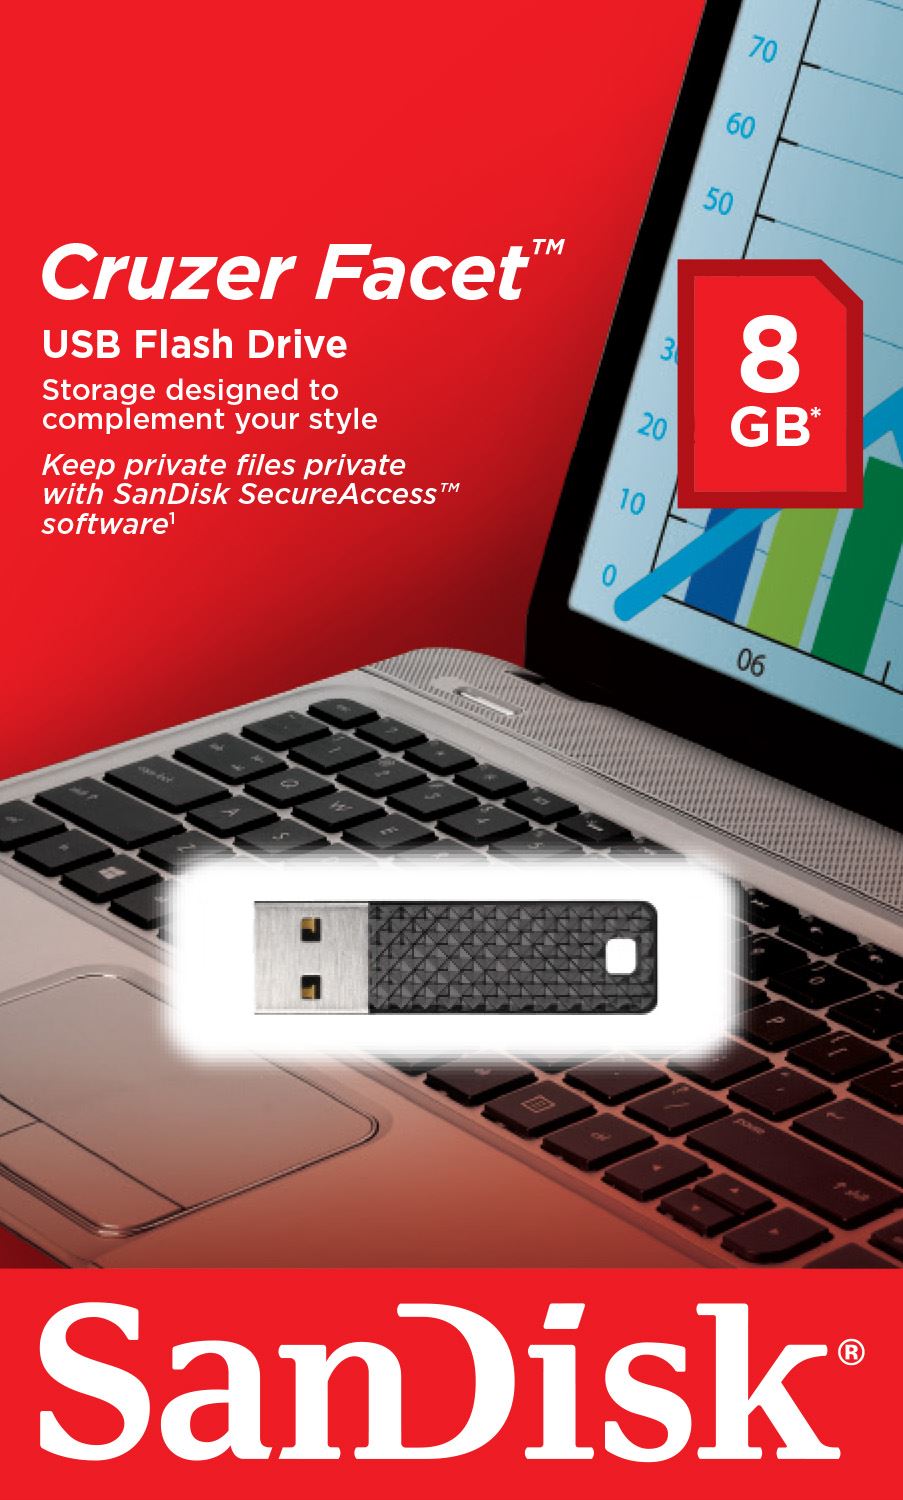 Cruzer Facet™
USB Flash Drive
Storage designed to
complement your style
Keep private files private
with SanDisk SecureAccess™
software¹
8
GB*
70
60
50
20
10
0
06
SanDisk®